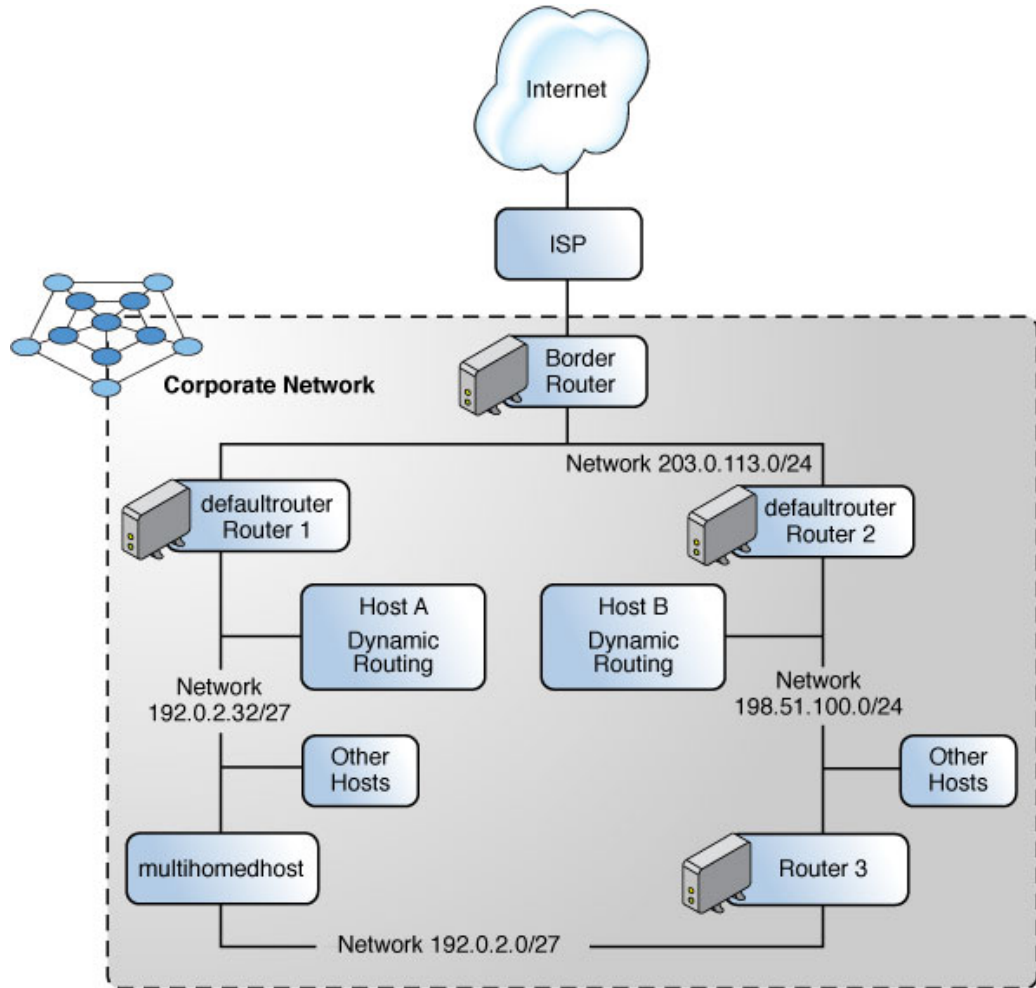 Internet
ISP
Border
Router
Corporate Network
Network 203.0.113.0/24
defaultrouter
Router 1
defaultrouter
Router 2
Host A
Dynamic
Routing
Host B
Dynamic
Routing
Network
192.0.2.32/27
Network
198.51.100.0/24
Other
Hosts
Other
Hosts
multihomedhost
Router 3
Network 192.0.2.0/27